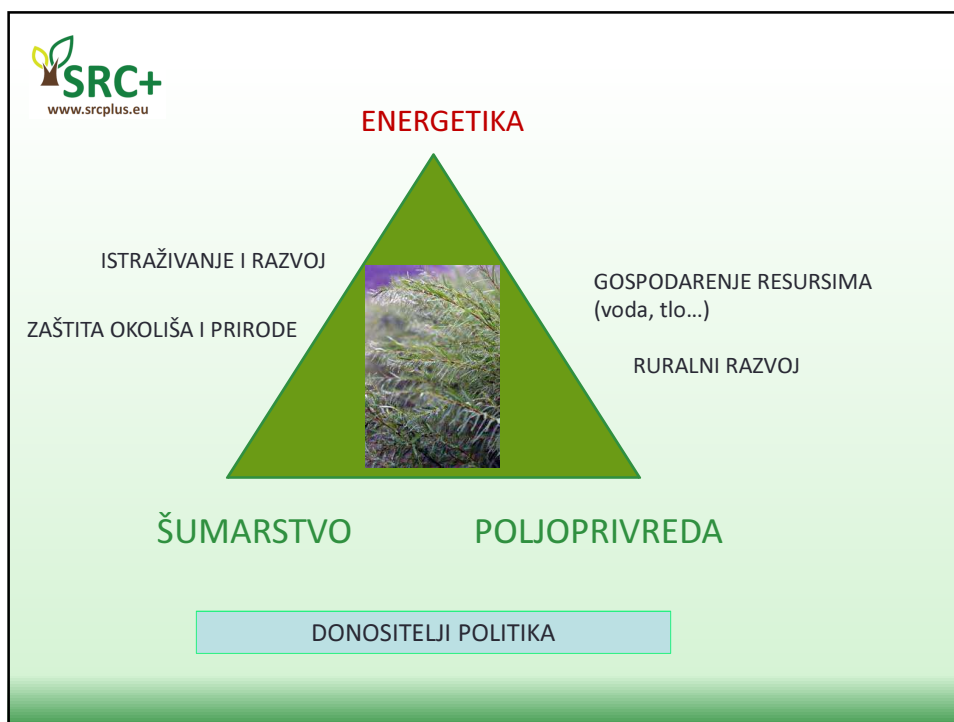 SRC+
www.srcplus.eu
ENERGETIKA
ISTRAŽIVANJE I RAZVOJ
GOSPODARENJE RESURSIMA
(voda, tlo…)
ZAŠTITA OKOLIŠA I PRIRODE
RURALNI RAZVOJ
ŠUMARSTVO
POLJOPRIVREDA
DONOSITELJI POLITIKA